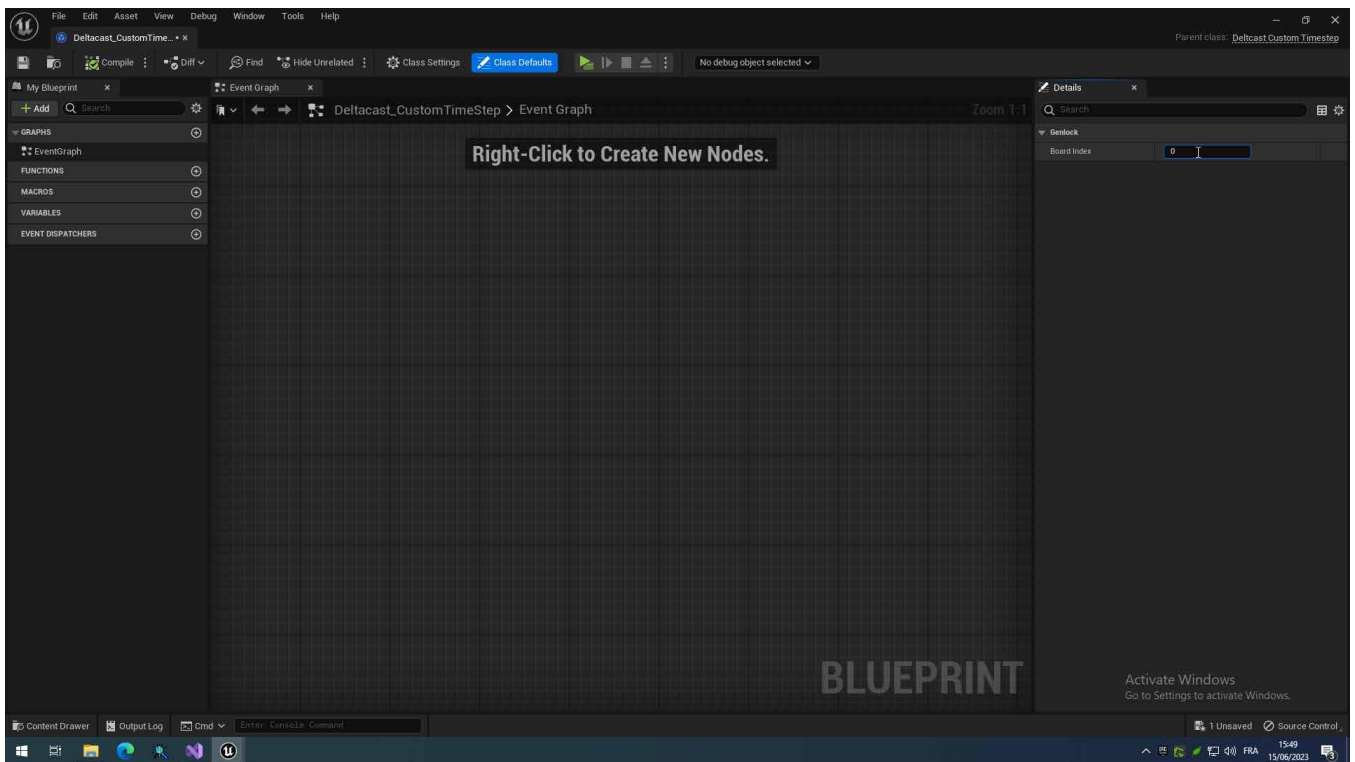 File Edit Asset View Debug Window Tools Help
Deltacast_CustomTime... • ×
Parent class: Deltcast Custom Timestep
Compile Diff Find Hide Unrelated Class Settings Class Defaults No debug object selected
My Blueprint × Event Graph × Details ×
+ Add Search Deltacast_CustomTimeStep > Event Graph Zoom 1:1 Search
GRAPHS Genlock
EventGraph Board Index 0
Right-Click to Create New Nodes.
FUNCTIONS
MACROS
VARIABLES
EVENT DISPATCHERS
BLUEPRINT
Activate Windows
Go to Settings to activate Windows.
Content Drawer Output Log Cmd Enter Console Command 1 Unsaved Source Control
FRA 15:49
15/06/2023 3